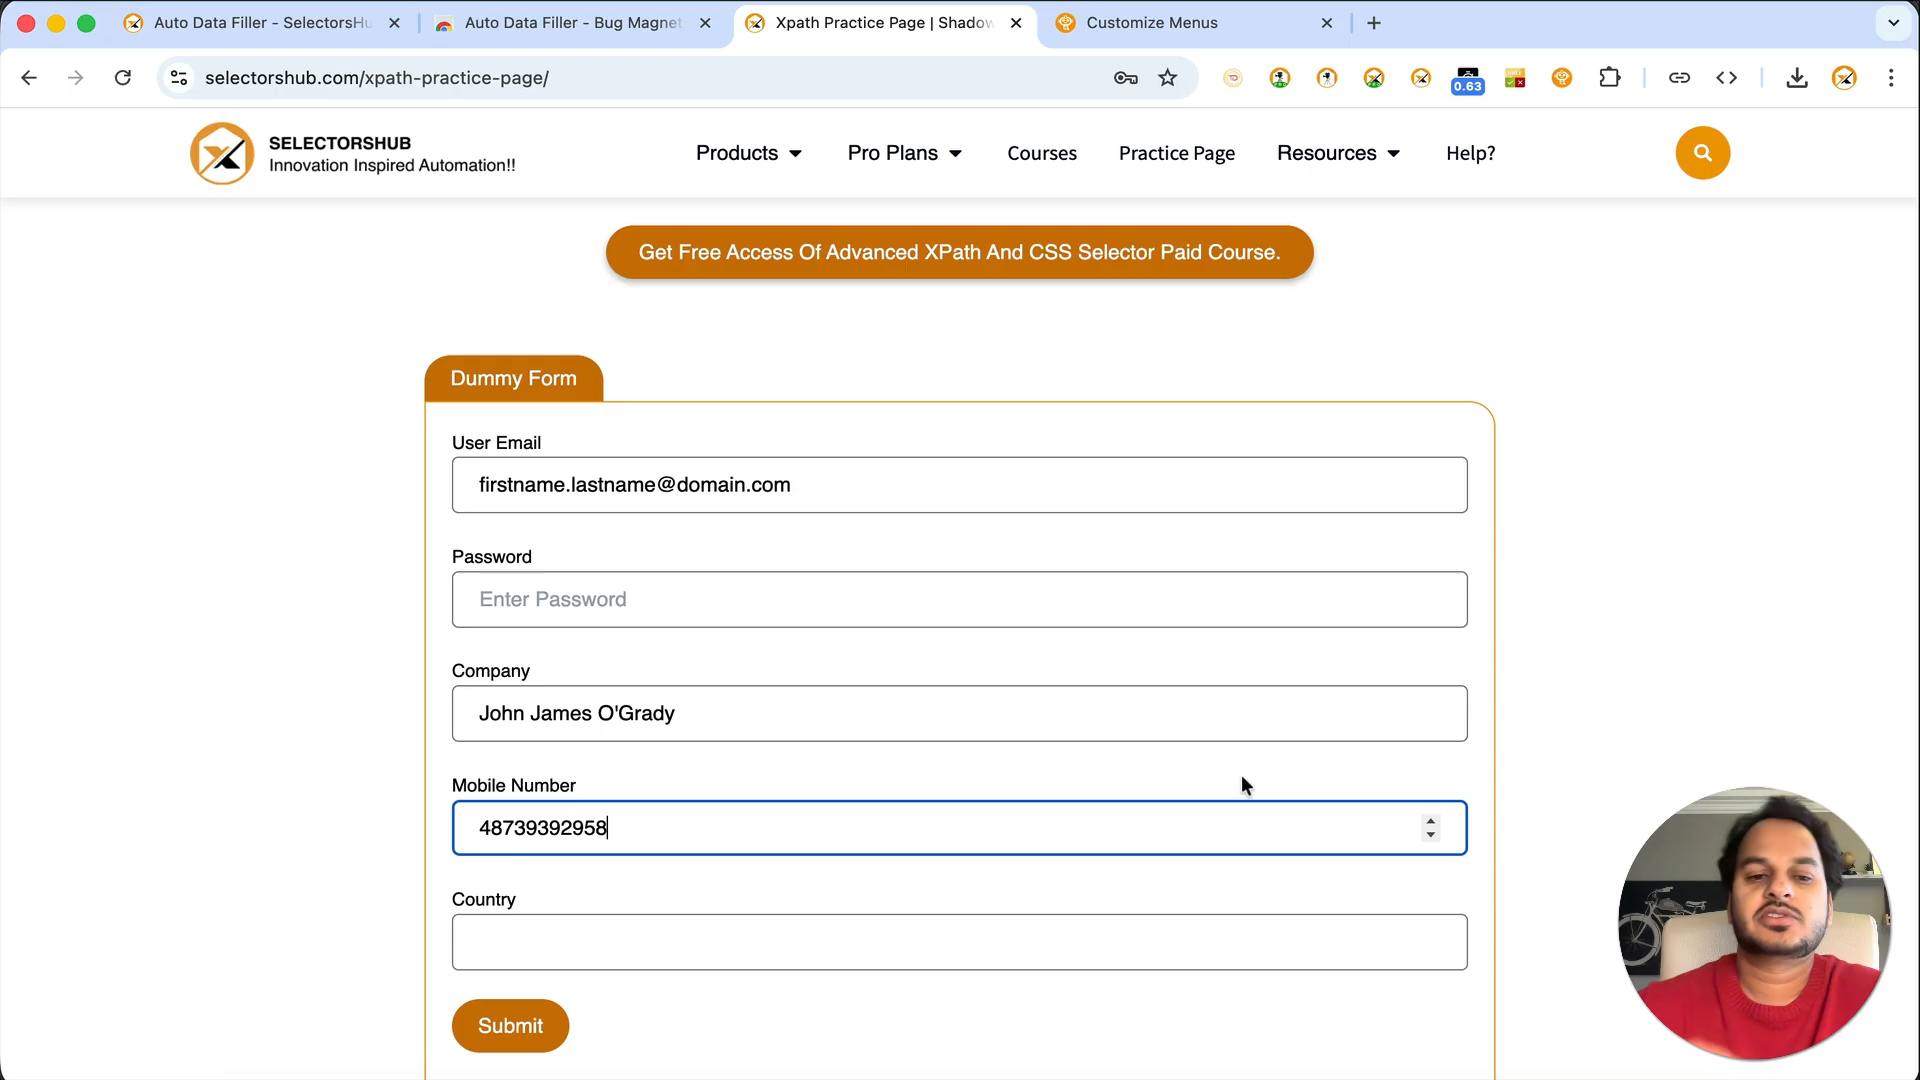 Auto Data Filler - SelectorsHu
Auto Data Filler - Bug Magnet
Xpath Practice Page | Shadow
Customize Menus
selectorshub.com/xpath-practice-page/
0.63
SELECTORSHUB
Innovation Inspired Automation!!
Products
Pro Plans
Courses
Practice Page
Resources
Help?
Get Free Access Of Advanced XPath And CSS Selector Paid Course.
Dummy Form
User Email
firstname.lastname@domain.com
Password
Enter Password
Company
John James O'Grady
Mobile Number
48739392958
Country
Submit